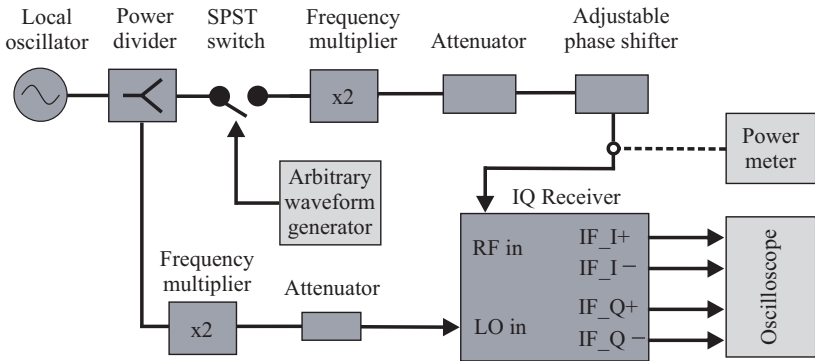 Local
oscillator
Power
divider
SPST
switch
Frequency
multiplier
Attenuator
Adjustable
phase shifter
x2
Power
meter
Arbitrary
waveform
generator
IQ Receiver
RF in
IF_I+
IF_I−
IF_Q+
IF_Q−
LO in
Oscilloscope
Frequency
multiplier
x2
Attenuator